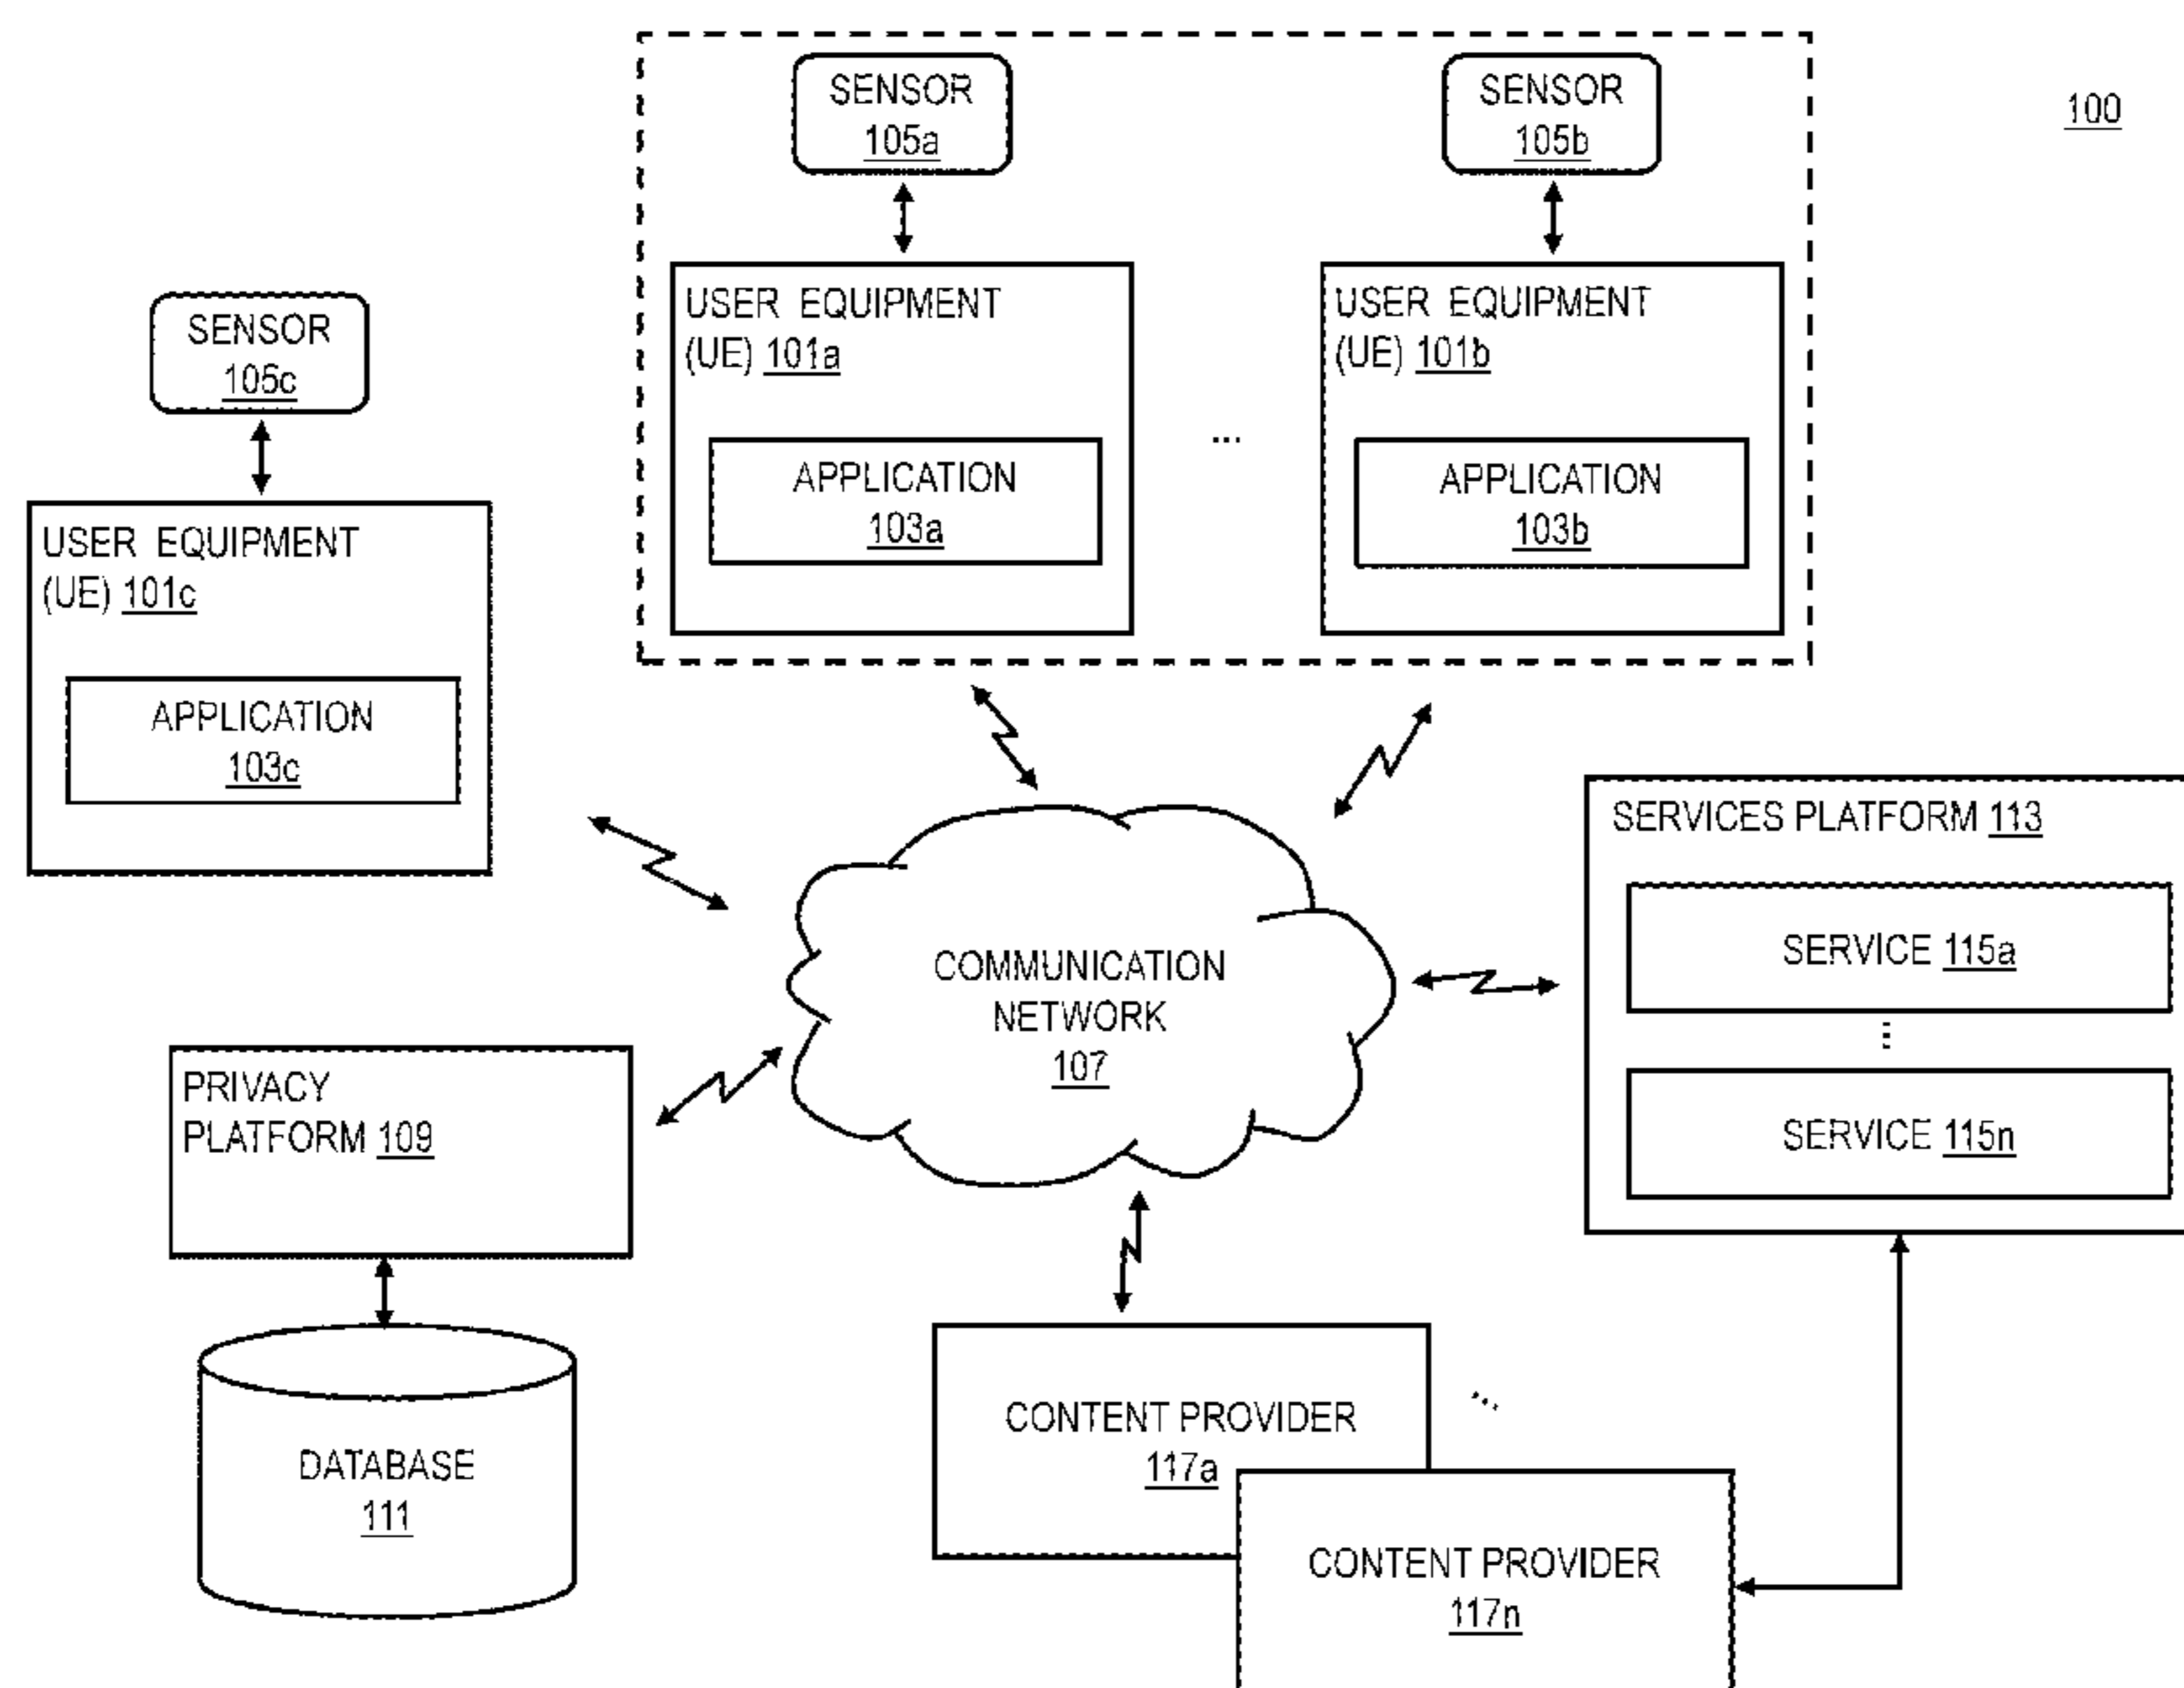 SENSOR
105a
SENSOR
105b
100
USER EQUIPMENT
(UE) 101a
APPLICATION
103a
...
USER EQUIPMENT
(UE) 101b
APPLICATION
103b
SENSOR
105c
USER EQUIPMENT
(UE) 101c
APPLICATION
103c
COMMUNICATION
NETWORK
107
SERVICES PLATFORM 113
SERVICE 115a
...
SERVICE 115n
PRIVACY
PLATFORM 109
DATABASE
111
CONTENT PROVIDER
117a
...
CONTENT PROVIDER
117n